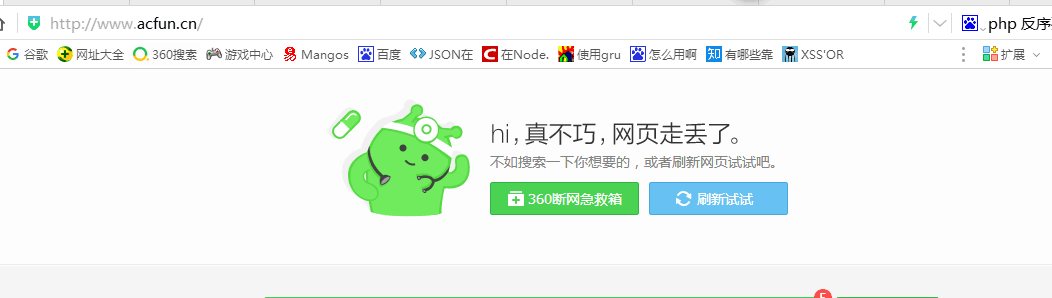 http://www.acfun.cn/
php 反序
谷歌 网址大全 360搜索 游戏中心 Mangos 百度 JSON在 在Node. 使用gru 怎么用啊 知 有哪些靠 XSS'OR 扩展
hi, 真不巧, 网页走丢了。
不如搜索一下你想要的，或者刷新网页试试吧。
360断网急救箱 刷新试试